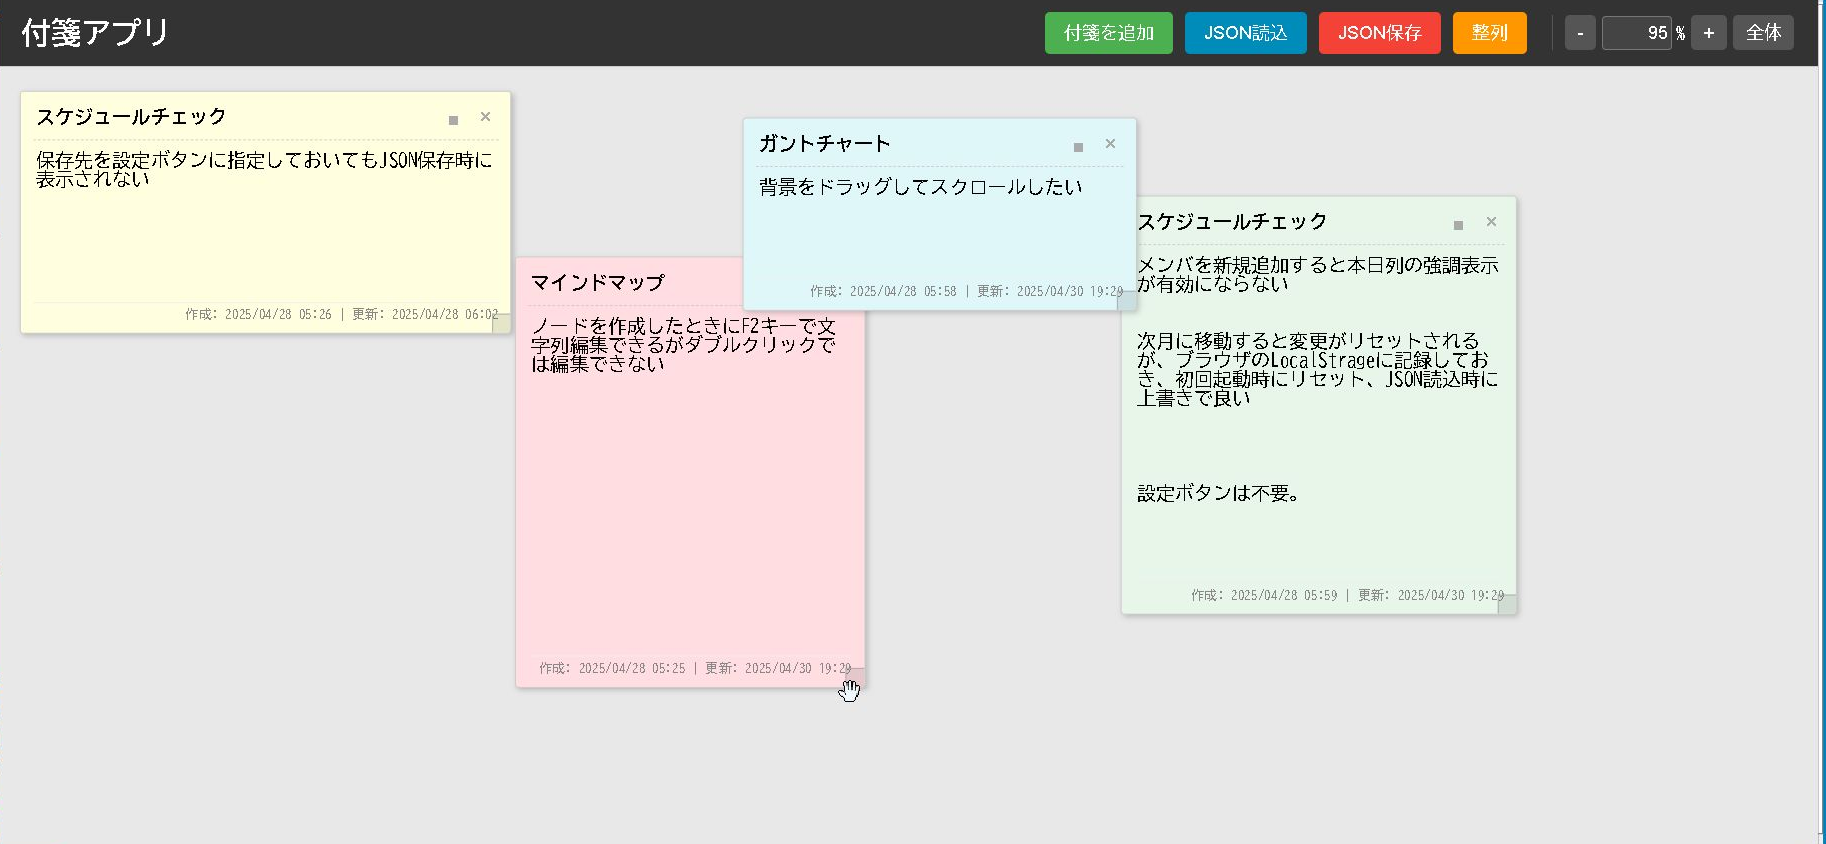 付箋アプリ
付箋を追加
JSON読込
JSON保存
整列
-
95 %
+
全体
スケジュールチェック
保存先を設定ボタンに指定しておいてもJSON保存時に
表示されない
作成: 2025/04/28 05:26 | 更新: 2025/04/28 06:02
マインドマップ
ノードを作成したときにF2キーで文
字列編集できるがダブルクリックで
は編集できない
作成: 2025/04/28 05:25 | 更新: 2025/04/30 19:29
ガントチャート
背景をドラッグしてスクロールしたい
作成: 2025/04/28 05:58 | 更新: 2025/04/30 19:29
スケジュールチェック
メンバを新規追加すると本日列の強調表示
が有効にならない
次月に移動すると変更がリセットされる
が、ブラウザのLocalStrageに記録してお
き、初回起動時にリセット、JSON読込時に
上書きで良い
設定ボタンは不要。
作成: 2025/04/28 05:59 | 更新: 2025/04/30 19:29